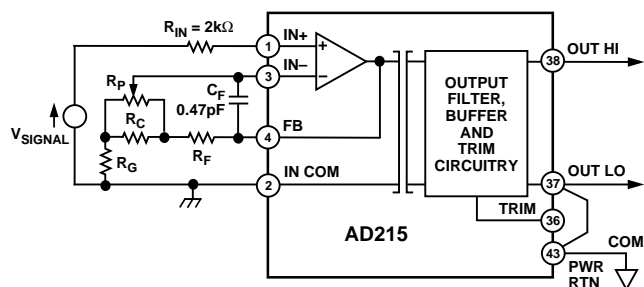 R_IN = 2kΩ
1
IN+
+
38
OUT HI
3
IN–
–
R_P
C_F
0.47pF
OUTPUT
FILTER,
BUFFER
AND
TRIM
CIRCUITRY
V_SIGNAL
R_C
4
FB
R_F
R_G
2
IN COM
37
OUT LO
TRIM
36
AD215
43
COM
PWR
RTN